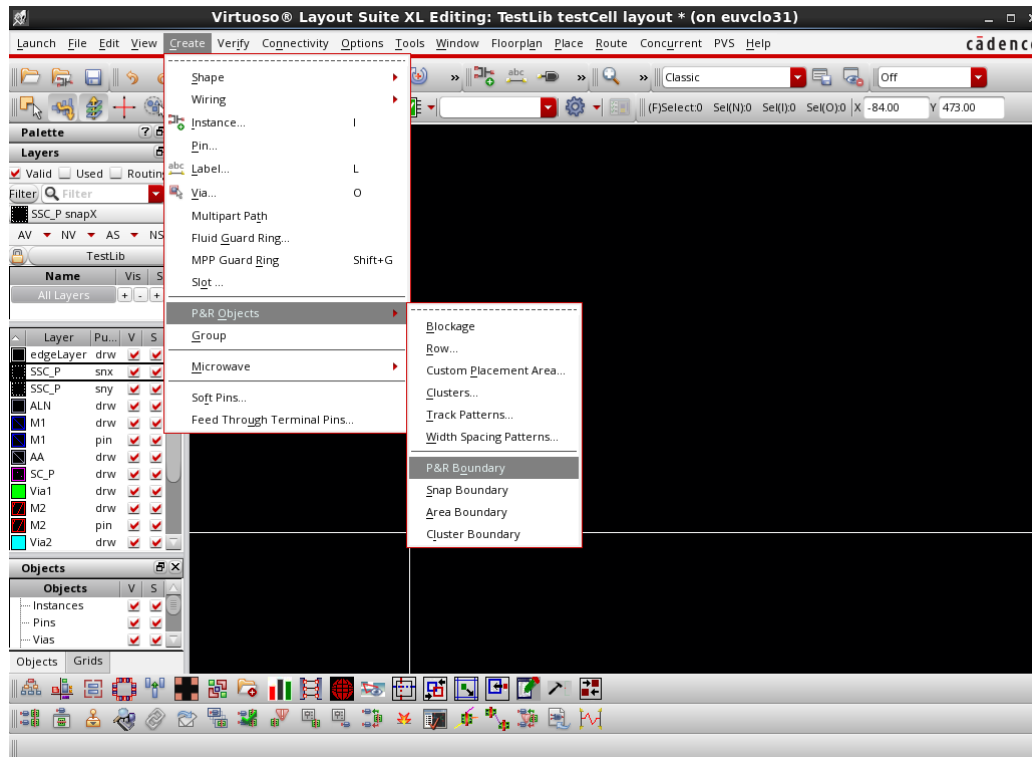 Virtuoso® Layout Suite XL Editing: TestLib testCell layout * (on euvclo31)
Launch File Edit View Create Verify Connectivity Options Tools Window Floorplan Place Route Concurrent PVS Help cādence
» abc » » Classic Off
(F)Select:0 Sel(N):0 Sel(I):0 Sel(O):0 X -84.00 Y 473.00
Palette
Layers
Valid Used Routing
Filter Filter
SSC_P snapX
AV NV AS NS
TestLib
Name Vis S
All Layers + - +
Layer Pu... V S
edgeLayer drw
SSC_P snx
SSC_P sny
ALN drw
M1 drw
M1 pin
AA drw
SC_P drw
Via1 drw
M2 drw
M2 pin
Via2 drw
Objects
Objects V S
Instances
Pins
Vias
Objects Grids
Shape
Wiring
Instance... I
Pin...
abc Label... L
Via... O
Multipart Path
Fluid Guard Ring...
MPP Guard Ring Shift+G
Slot ...
P&R Objects
Group
Microwave
Soft Pins...
Feed Through Terminal Pins...
Blockage
Row...
Custom Placement Area...
Clusters...
Track Patterns...
Width Spacing Patterns...
P&R Boundary
Snap Boundary
Area Boundary
Cluster Boundary